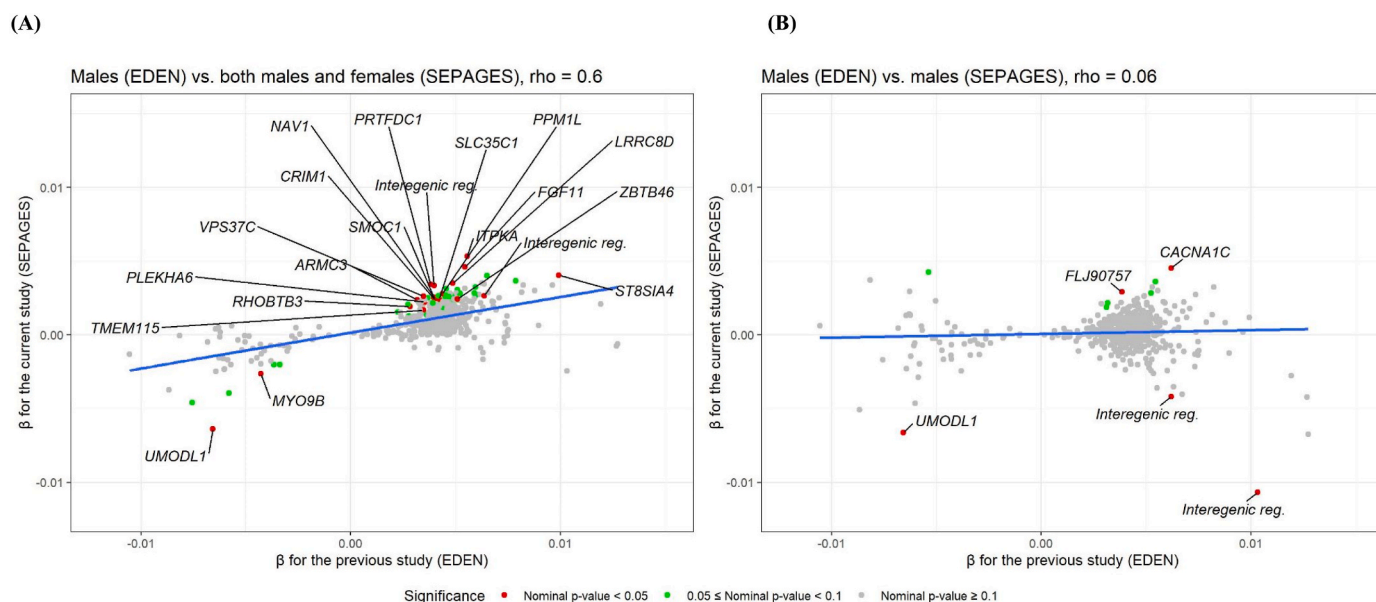 (A)
(B)
Males (EDEN) vs. both males and females (SEPAGES), rho = 0.6
NAV1
PRTFDC1
PPM1L
SLC35C1
LRRC8D
CRIM1
Interegenic reg.
FGF11
ZBTB46
VPS37C
SMOC1
ITPKA
Interegenic reg.
ARMC3
PLEKHA6
RHOBTB3
ST8SIA4
TMEM115
MYO9B
UMODL1
0.01
0.00
-0.01
β for the current study (SEPAGES)
-0.01
0.00
0.01
β for the previous study (EDEN)
Males (EDEN) vs. males (SEPAGES), rho = 0.06
CACNA1C
FLJ90757
Interegenic reg.
UMODL1
Interegenic reg.
0.01
0.00
-0.01
β for the current study (SEPAGES)
-0.01
0.00
0.01
β for the previous study (EDEN)
Significance
Nominal p-value < 0.05
0.05 ≤ Nominal p-value < 0.1
Nominal p-value ≥ 0.1